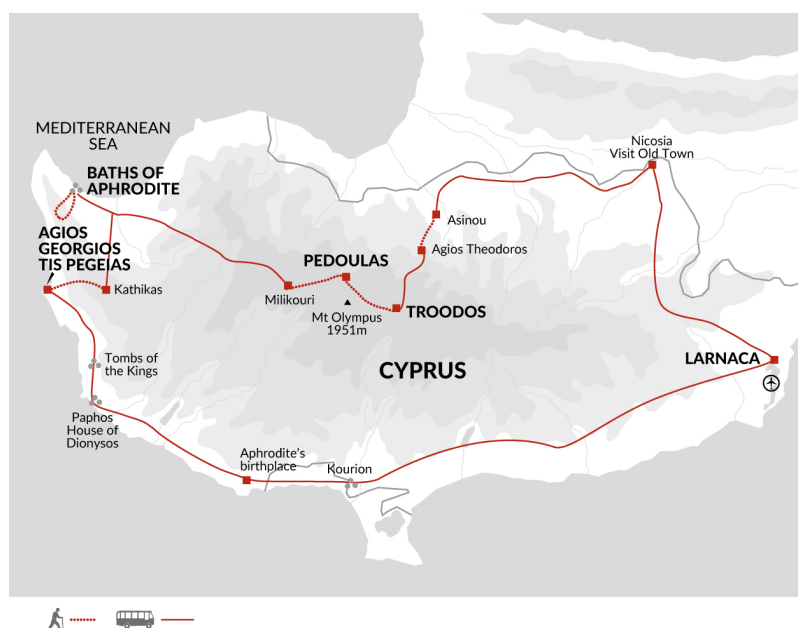 MEDITERRANEAN
SEA
BATHS OF
APHRODITE
AGIOS
GEORGIOS
TIS PEGEIAS
Kathikas
Tombs of
the Kings
Paphos
House of
Dionysos
Aphrodite's
birthplace
Kourion
Milikouri
PEDOULAS
Mt Olympus
1951m
TROODOS
Agios Theodoros
Asinou
Nicosia
Visit Old Town
CYPRUS
LARNACA